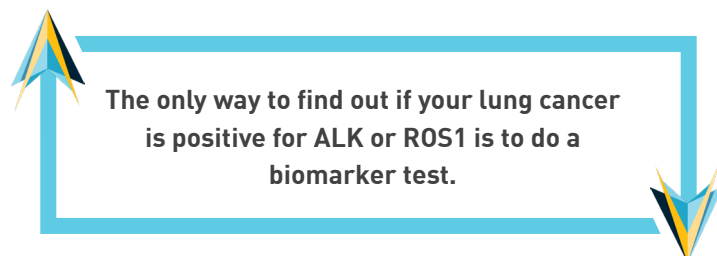 The only way to find out if your lung cancer
is positive for ALK or ROS1 is to do a
biomarker test.